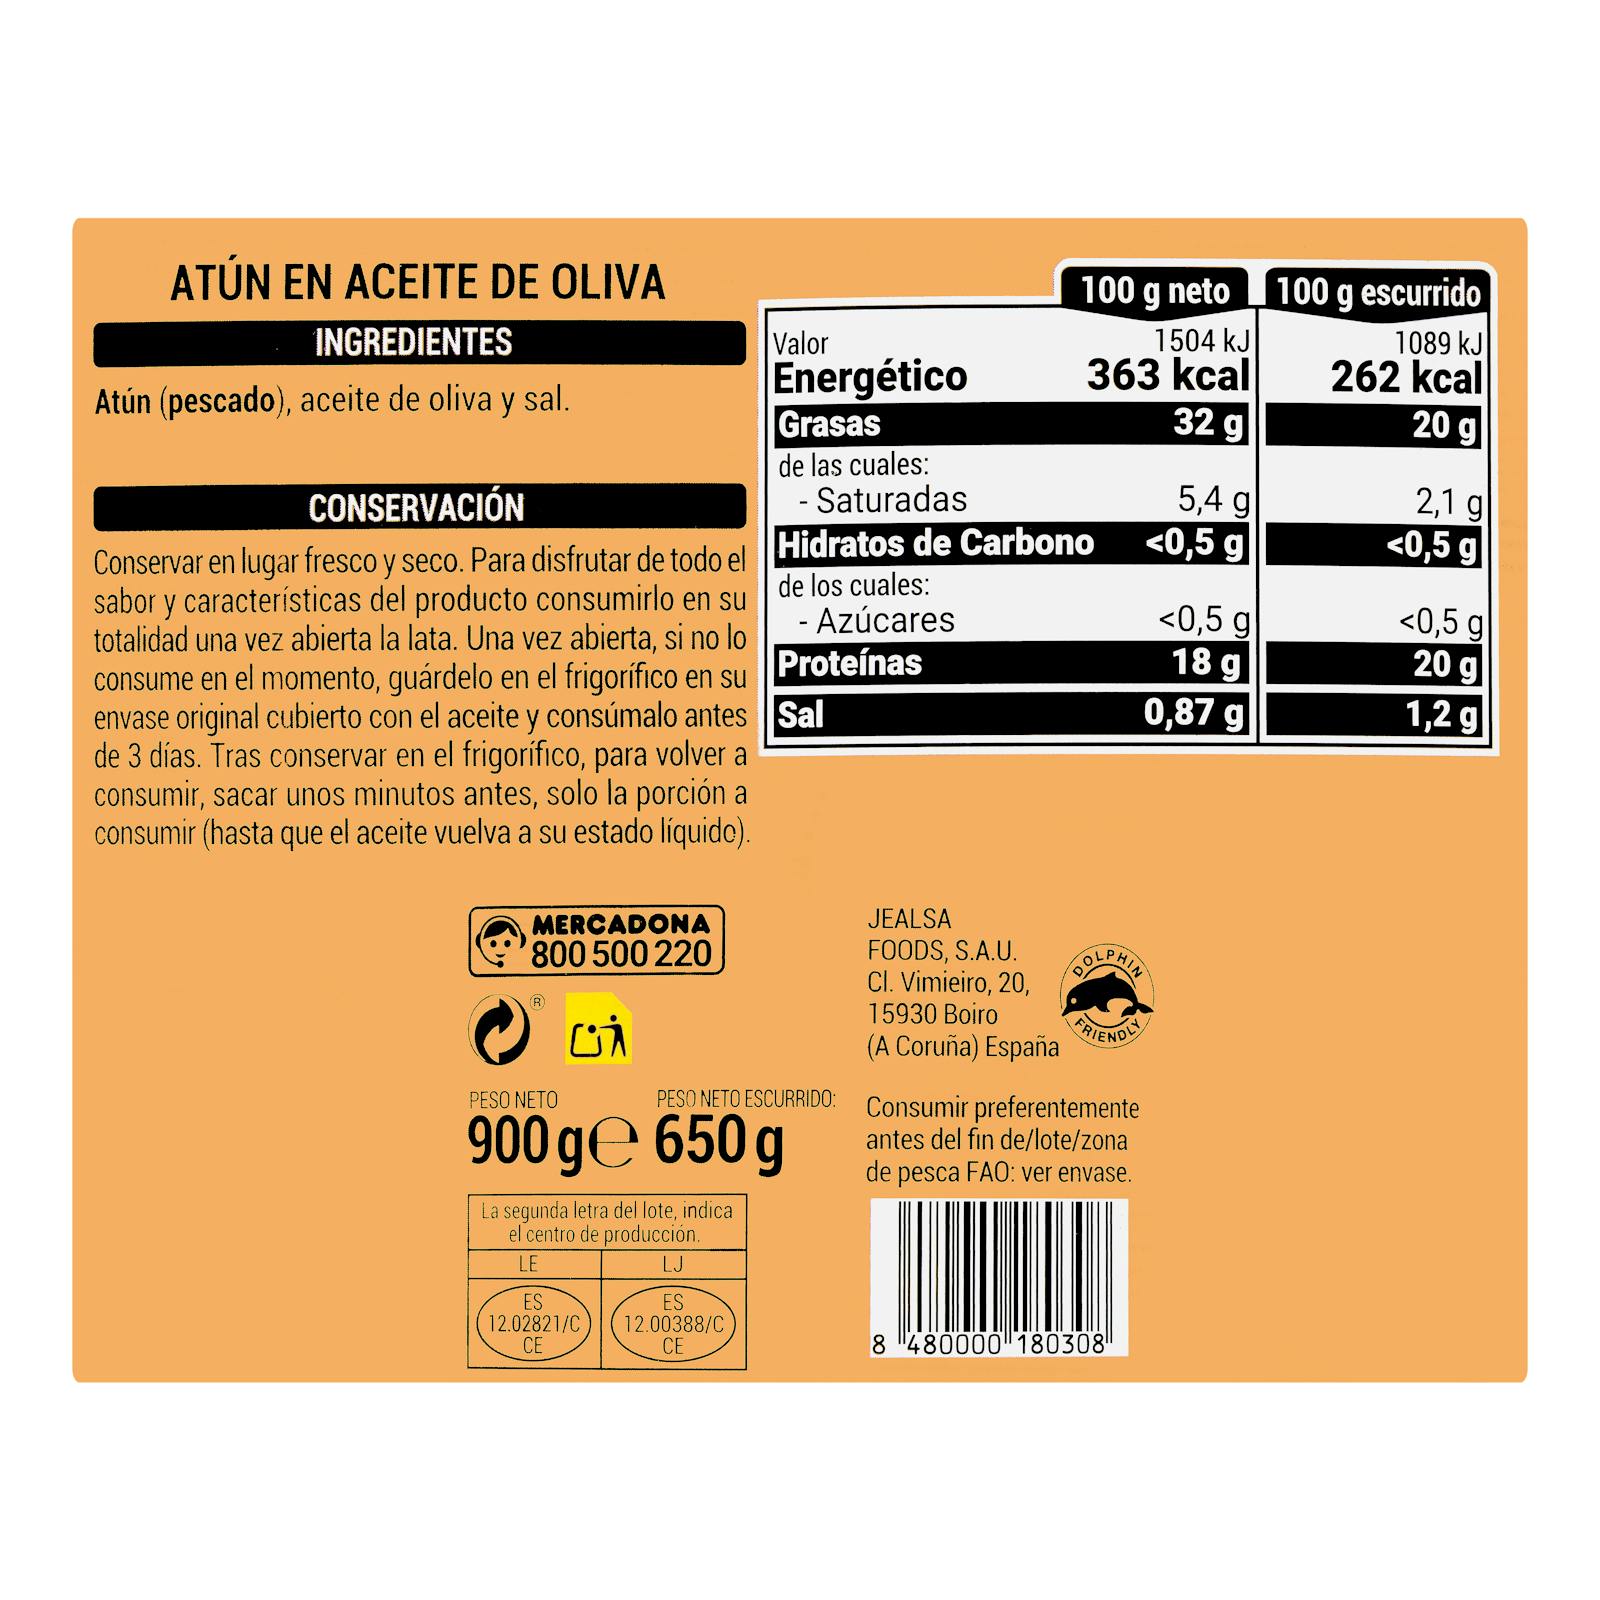 ATÚN EN ACEITE DE OLIVA
INGREDIENTES
Atún (pescado), aceite de oliva y sal.
CONSERVACIÓN
Conservar en lugar fresco y seco. Para disfrutar de todo el
sabor y características del producto consumirlo en su
totalidad una vez abierta la lata. Una vez abierta, si no lo
consume en el momento, guárdelo en el frigorífico en su
envase original cubierto con el aceite y consúmalo antes
de 3 días. Tras conservar en el frigorífico, para volver a
consumir, sacar unos minutos antes, solo la porción a
consumir (hasta que el aceite vuelva a su estado líquido).
100 g neto 100 g escurrido
Valor 1504 kJ 1089 kJ
Energético 363 kcal 262 kcal
Grasas 32 g 20 g
de las cuales:
- Saturadas 5,4 g 2,1 g
Hidratos de Carbono <0,5 g <0,5 g
de los cuales:
- Azúcares <0,5 g <0,5 g
Proteínas 18 g 20 g
Sal 0,87 g 1,2 g
MERCADONA
800 500 220
®
PESO NETO PESO NETO ESCURRIDO:
900 g e 650 g
La segunda letra del lote, indica
el centro de producción.
LE LJ
ES ES
12.02821/C 12.00388/C
CE CE
JEALSA
FOODS, S.A.U.
Cl. Vimieiro, 20,
15930 Boiro
(A Coruña) España
DOLPHIN
FRIENDLY
Consumir preferentemente
antes del fin de/lote/zona
de pesca FAO: ver envase.
8 480000 180308